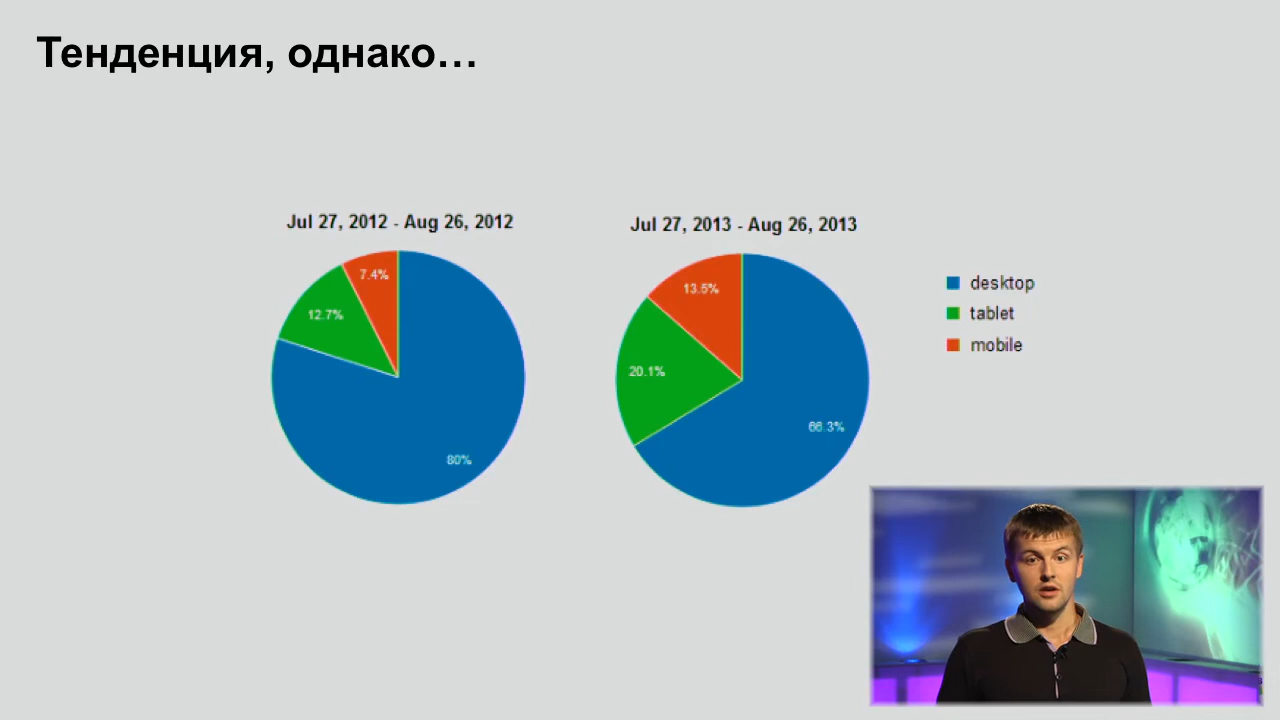 Тенденция, однако...
Jul 27, 2012 - Aug 26, 2012
7.4%
12.7%
80%
Jul 27, 2013 - Aug 26, 2013
13.5%
20.1%
66.3%
desktop
tablet
mobile